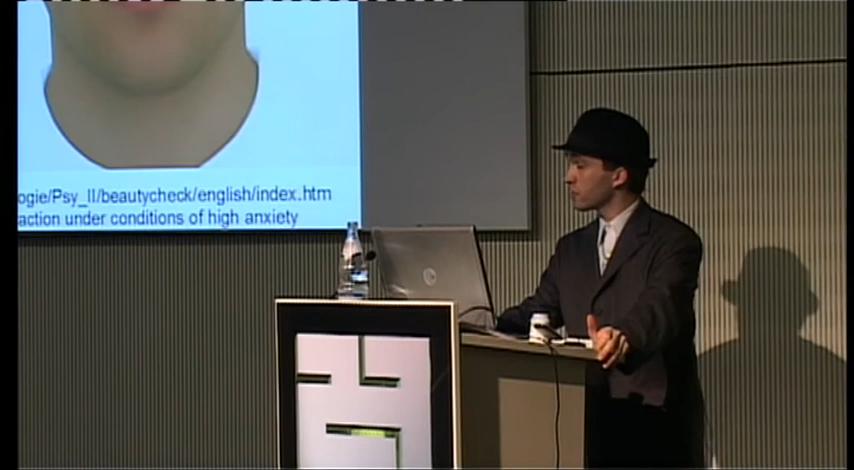 ogie/Psy_II/beautycheck/english/index.htm
action under conditions of high anxiety